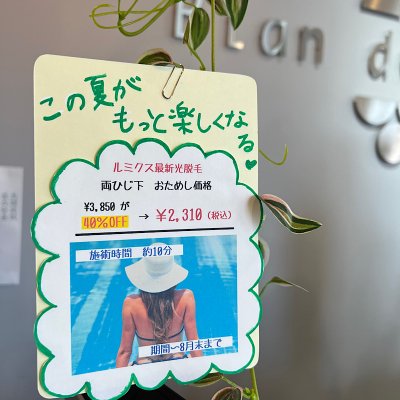 Plan d
この夏が
もっと楽しくなる♥
ルミクス最新光脱毛
両ひじ下 おためし価格
¥3,850 が
40%OFF → ¥2,310（税込）
施術時間 約10分
期間〜8月末まで